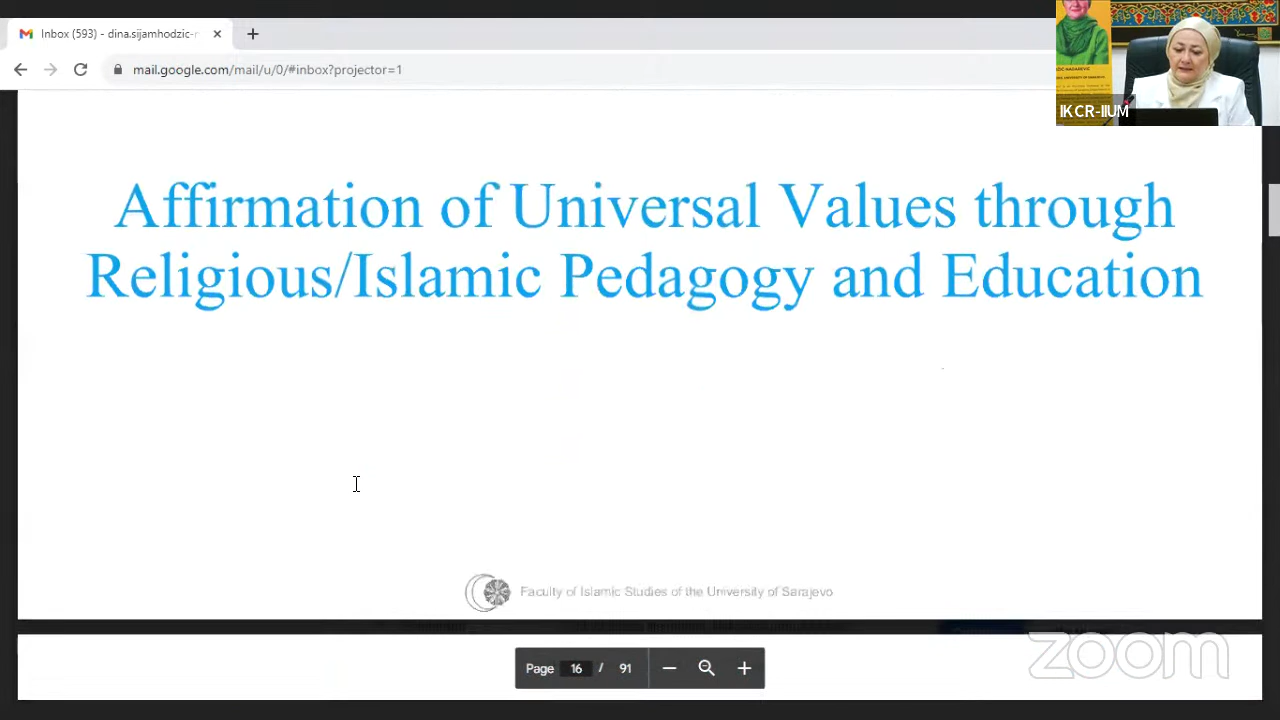 Inbox (593) - dina.sijamhodzic-
mail.google.com/mail/u/0/#inbox?projector=1
IKCR-IIUM
Affirmation of Universal Values through
Religious/Islamic Pedagogy and Education
Faculty of Islamic Studies of the University of Sarajevo
Page 16 / 91
zoom